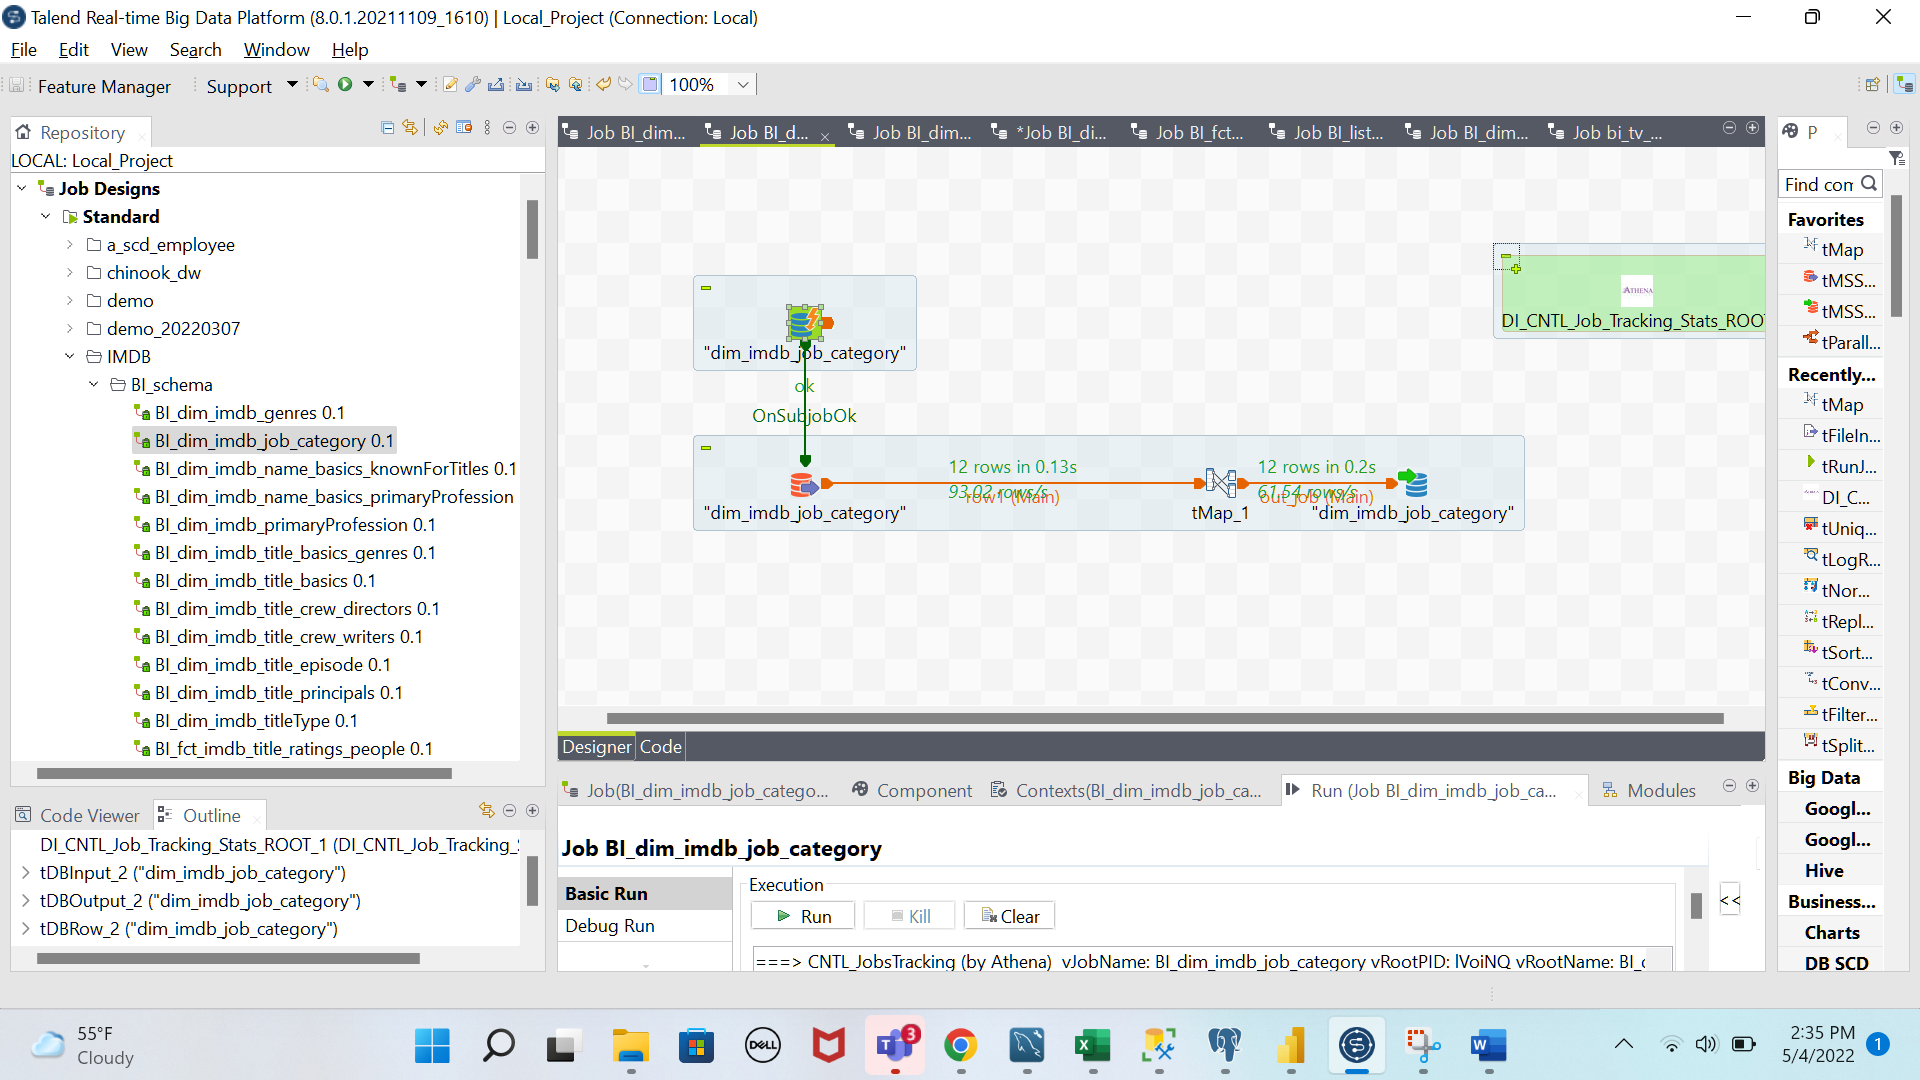 Talend Real-time Big Data Platform (8.0.1.20211109_1610) | Local_Project (Connection: Local)
File Edit View Search Window Help
Feature Manager Support 100%
Repository
LOCAL: Local_Project
Job Designs
Standard
a_scd_employee
chinook_dw
demo
demo_20220307
IMDB
BI_schema
BI_dim_imdb_genres 0.1
BI_dim_imdb_job_category 0.1
BI_dim_imdb_name_basics_knownForTitles 0.1
BI_dim_imdb_name_basics_primaryProfession
BI_dim_imdb_primaryProfession 0.1
BI_dim_imdb_title_basics_genres 0.1
BI_dim_imdb_title_basics 0.1
BI_dim_imdb_title_crew_directors 0.1
BI_dim_imdb_title_crew_writers 0.1
BI_dim_imdb_title_episode 0.1
BI_dim_imdb_title_principals 0.1
BI_dim_imdb_titleType 0.1
BI_fct_imdb_title_ratings_people 0.1
Code Viewer Outline
DI_CNTL_Job_Tracking_Stats_ROOT_1 (DI_CNTL_Job_Tracking_
tDBInput_2 ("dim_imdb_job_category")
tDBOutput_2 ("dim_imdb_job_category")
tDBRow_2 ("dim_imdb_job_category")
Job BI_dim... Job BI_d... Job BI_dim... *Job BI_di... Job BI_fct... Job BI_list... Job BI_dim... Job bi_tv_...
ATHENA
DI_CNTL_Job_Tracking_Stats_ROO
"dim_imdb_job_category"
ok
OnSubjobOk
12 rows in 0.13s
93.02 rows/s
row1 (Main)
12 rows in 0.2s
61.54 rows/s
out_job (Main)
"dim_imdb_job_category" tMap_1 "dim_imdb_job_category"
Designer Code
Job(BI_dim_imdb_job_catego... Component Contexts(BI_dim_imdb_job_ca... Run (Job BI_dim_imdb_job_ca... Modules
Job BI_dim_imdb_job_category
Basic Run
Debug Run
Execution
Run Kill Clear
<<
===> CNTL_JobsTracking (by Athena) vJobName: BI_dim_imdb_job_category vRootPID: lVoiNQ vRootName: BI_
P
Find con
Favorites
tMap
tMSS...
tMSS...
tParall...
Recently...
tMap
tFileIn...
tRunJ...
DI_C...
tUniq...
tLogR...
tNor...
tRepl...
tSort...
tConv...
tFilter...
tSplit...
Big Data
Googl...
Googl...
Hive
Business...
Charts
DB SCD
55°F
Cloudy
DELL
3
2:35 PM
5/4/2022
1